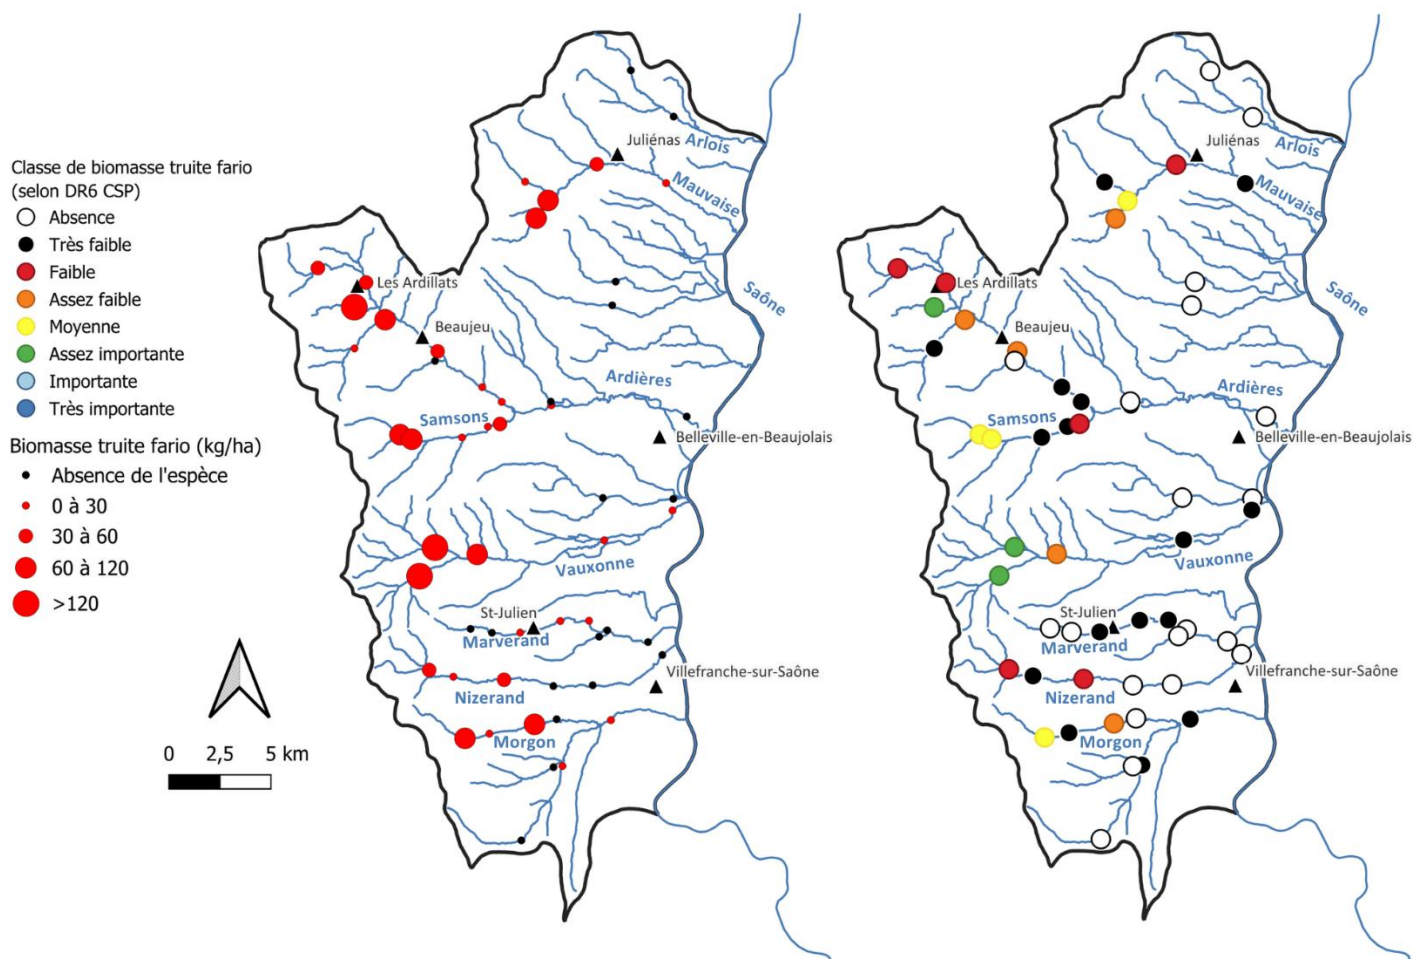 Classe de biomasse truite fario
(selon DR6 CSP)
Absence
Très faible
Faible
Assez faible
Moyenne
Assez importante
Importante
Très importante
Biomasse truite fario (kg/ha)
Absence de l'espèce
0 à 30
30 à 60
60 à 120
>120
0 2,5 5 km
Juliénas
Arlois
Mauvaise
Les Ardillats
Saône
Beaujeu
Ardières
Samsons
Belleville-en-Beaujolais
Vauxonne
St-Julien
Marverand
Villefranche-sur-Saône
Nizerand
Morgon
Juliénas
Arlois
Mauvaise
Les Ardillats
Saône
Beaujeu
Ardières
Samsons
Belleville-en-Beaujolais
Vauxonne
St-Julien
Marverand
Villefranche-sur-Saône
Nizerand
Morgon